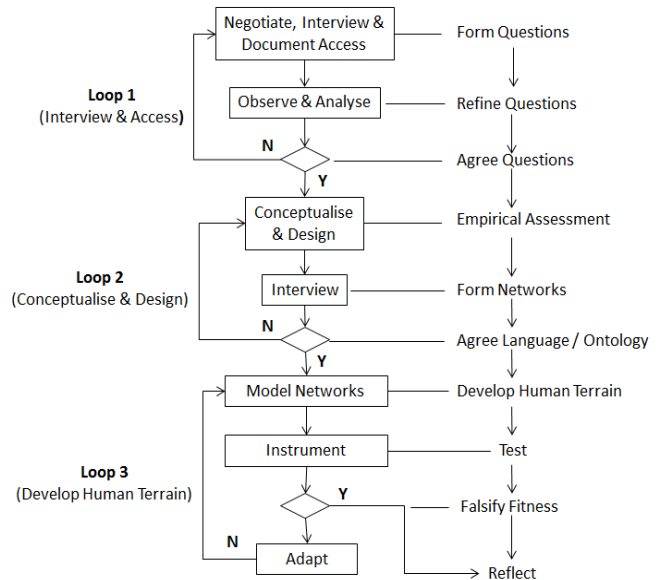 Negotiate, Interview &
Document Access
Form Questions
Loop 1
(Interview & Access)
Observe & Analyse
Refine Questions
N
Agree Questions
Y
Conceptualise
& Design
Empirical Assessment
Loop 2
(Conceptualise & Design)
Interview
Form Networks
N
Agree Language / Ontology
Y
Model Networks
Develop Human Terrain
Instrument
Test
Loop 3
(Develop Human Terrain)
Y
Falsify Fitness
N
Adapt
Reflect